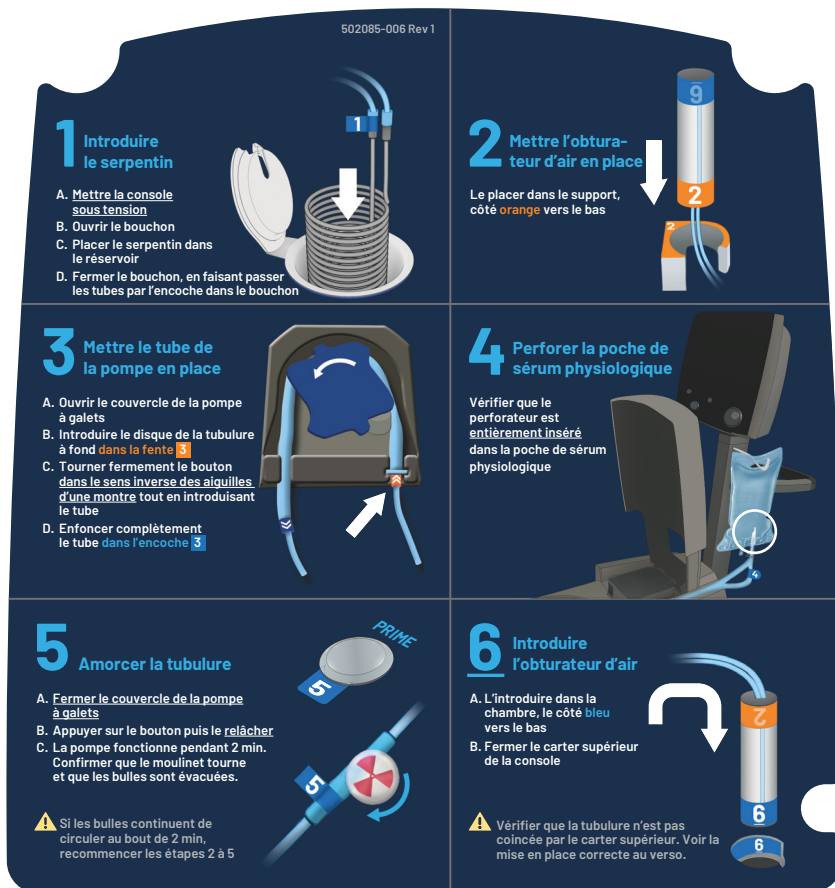 502085-006 Rev 1
1 Introduire
le serpentin
A. Mettre la console
sous tension
B. Ouvrir le bouchon
C. Placer le serpentin dans
le réservoir
D. Fermer le bouchon, en faisant passer
les tubes par l'encoche dans le bouchon
1
2 Mettre l'obtura-
teur d'air en place
Le placer dans le support,
côté orange vers le bas
6
2
2
3 Mettre le tube de
la pompe en place
A. Ouvrir le couvercle de la pompe
à galets
B. Introduire le disque de la tubulure
à fond dans la fente 3
C. Tourner fermement le bouton
dans le sens inverse des aiguilles
d'une montre tout en introduisant
le tube
D. Enfoncer complètement
le tube dans l'encoche 3
4 Perforer la poche de
sérum physiologique
Vérifier que le
perforateur est
entièrement inséré
dans la poche de sérum
physiologique
4
5 Amorcer la tubulure
A. Fermer le couvercle de la pompe
à galets
B. Appuyer sur le bouton puis le relâcher
C. La pompe fonctionne pendant 2 min.
Confirmer que le moulinet tourne
et que les bulles sont évacuées.
Si les bulles continuent de
circuler au bout de 2 min,
recommencer les étapes 2 à 5
PRIME
5
5
6 Introduire
l'obturateur d'air
A. L'introduire dans la
chambre, le côté bleu
vers le bas
B. Fermer le carter supérieur
de la console
Vérifier que la tubulure n'est pas
coincée par le carter supérieur. Voir la
mise en place correcte au verso.
2
6
6